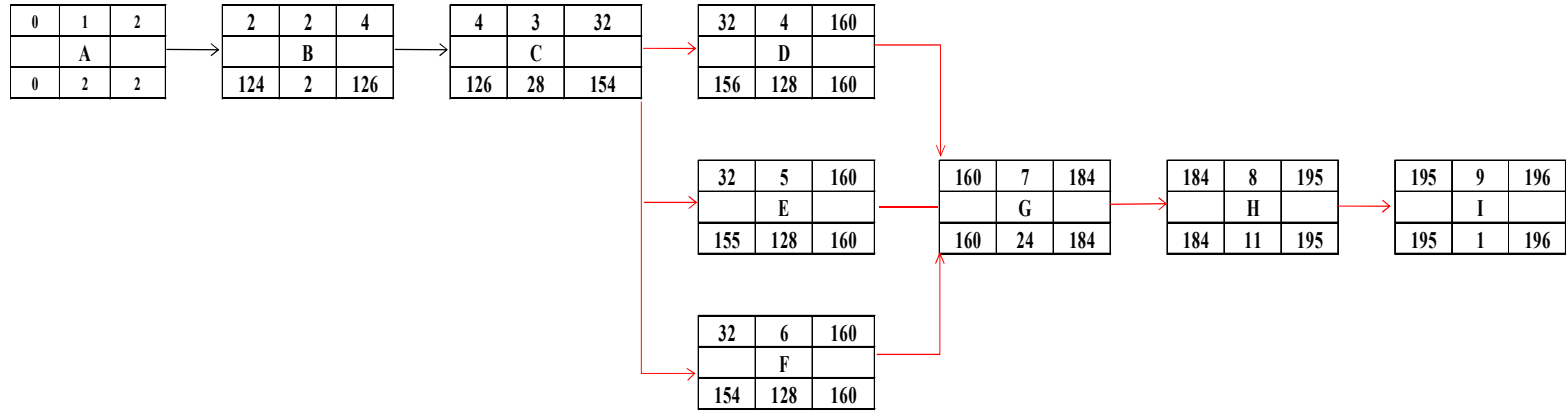 0 1 2 2 2 4 4 3 32 32 4 160
A B C D
0 2 2 124 2 126 126 28 154 156 128 160
32 5 160 160 7 184 184 8 195 195 9 196
E G H I
155 128 160 160 24 184 184 11 195 195 1 196
32 6 160
F
154 128 160